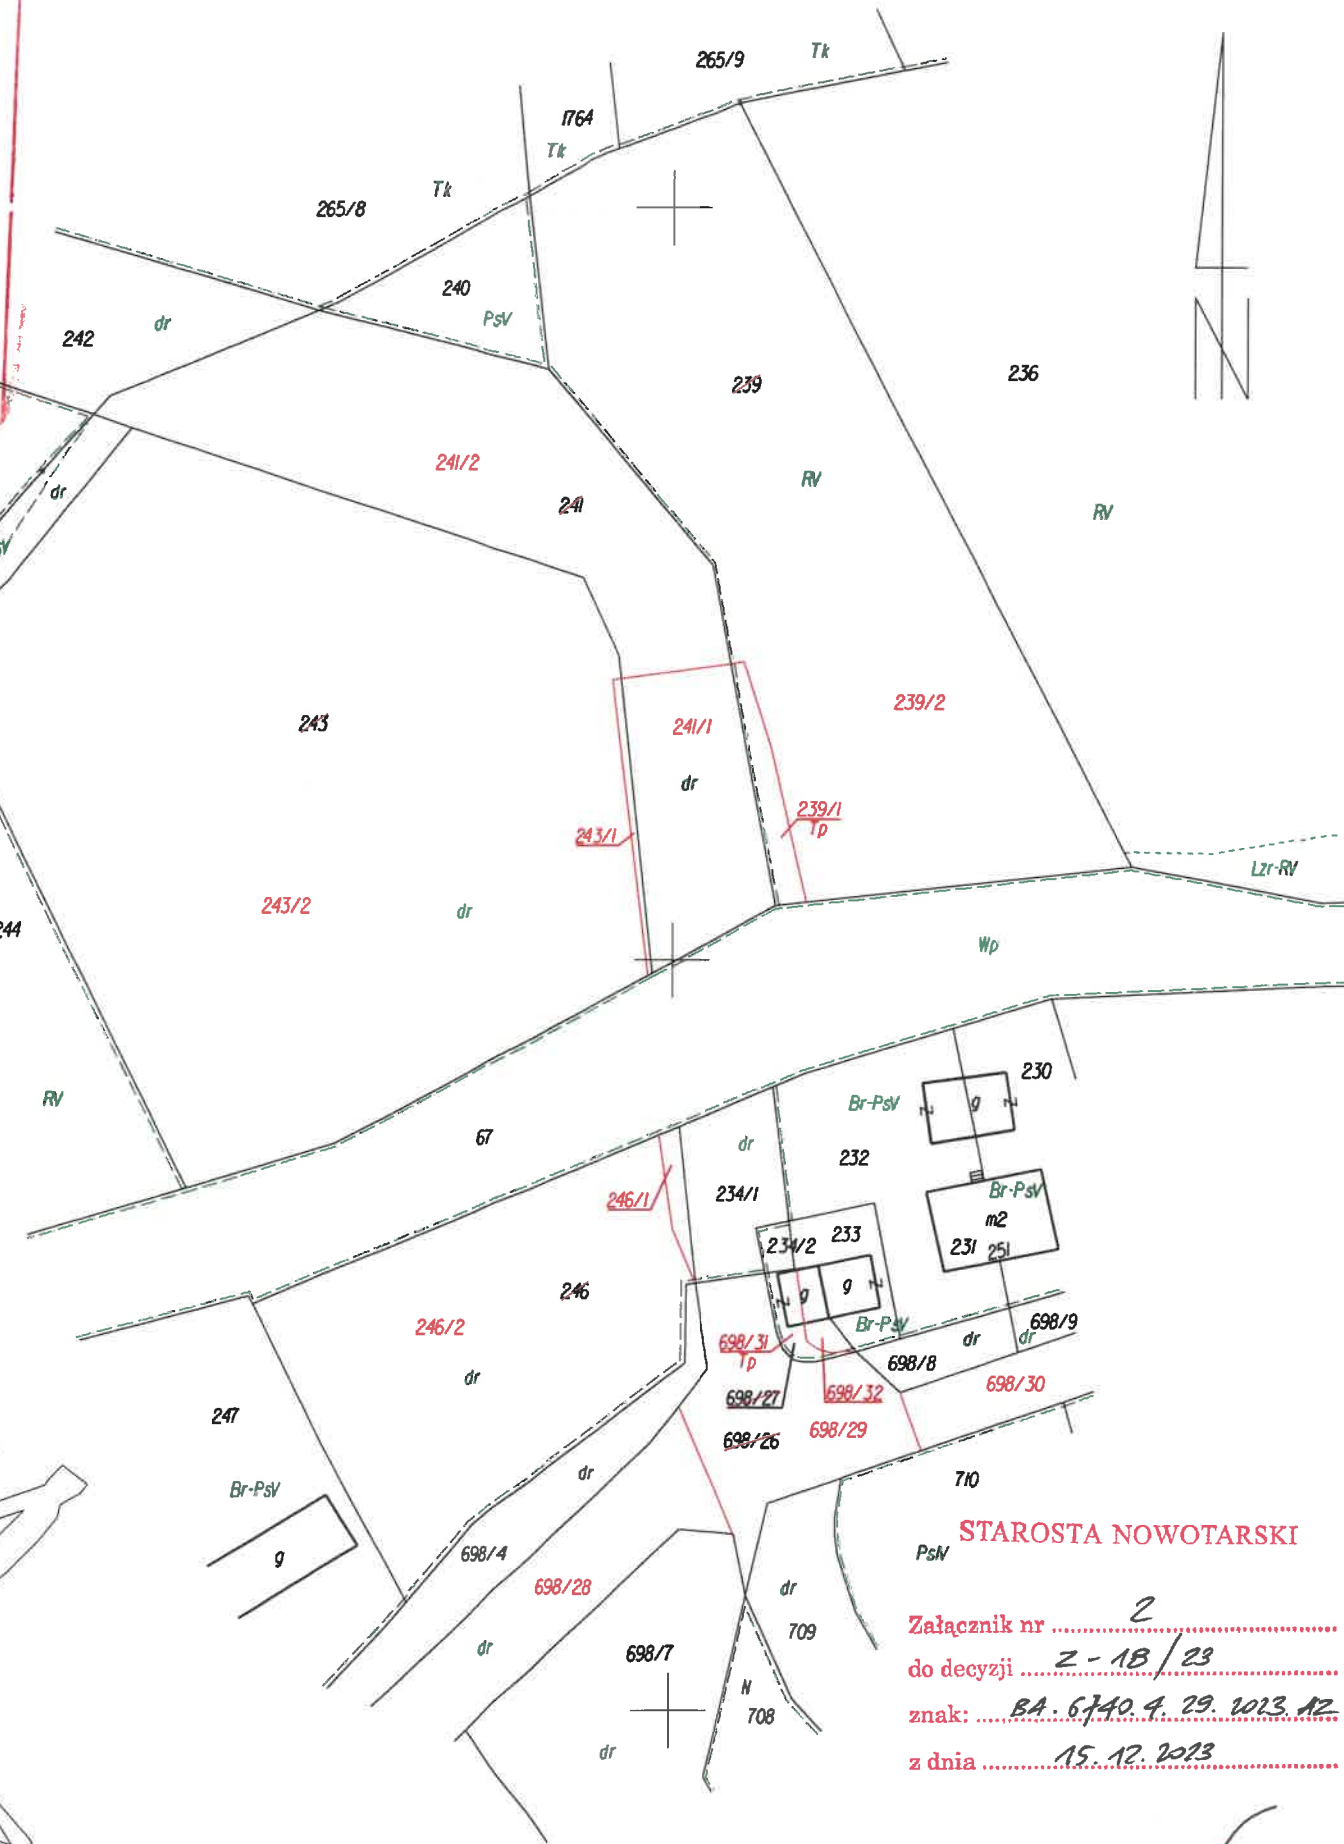 265/9
Tk
1764
Tk
Tk
265/8
240
PsV
dr
242
N
239
236
241/2
RV
241
dr
RV
239/2
243
241/1
dr
239/1
Tp
243/1
Lzr-RV
243/2
dr
244
Wp
230
RV
Br-PsV
g
67
dr
232
246/1
234/1
Br-PsV
m2
233
234/2
231
251
246
g
g
246/2
Br-PsV
698/9
698/31
Tp
dr
dr
698/8
dr
698/30
698/27
698/32
247
698/29
698/26
dr
710
Br-PsV
STAROSTA NOWOTARSKI
PsIV
g
698/4
698/28
dr
Załącznik nr 2
709
dr
698/7
do decyzji Z-18/23
N
708
znak: BA.6740.4.29.2023.AZ
dr
z dnia 15.12.2023